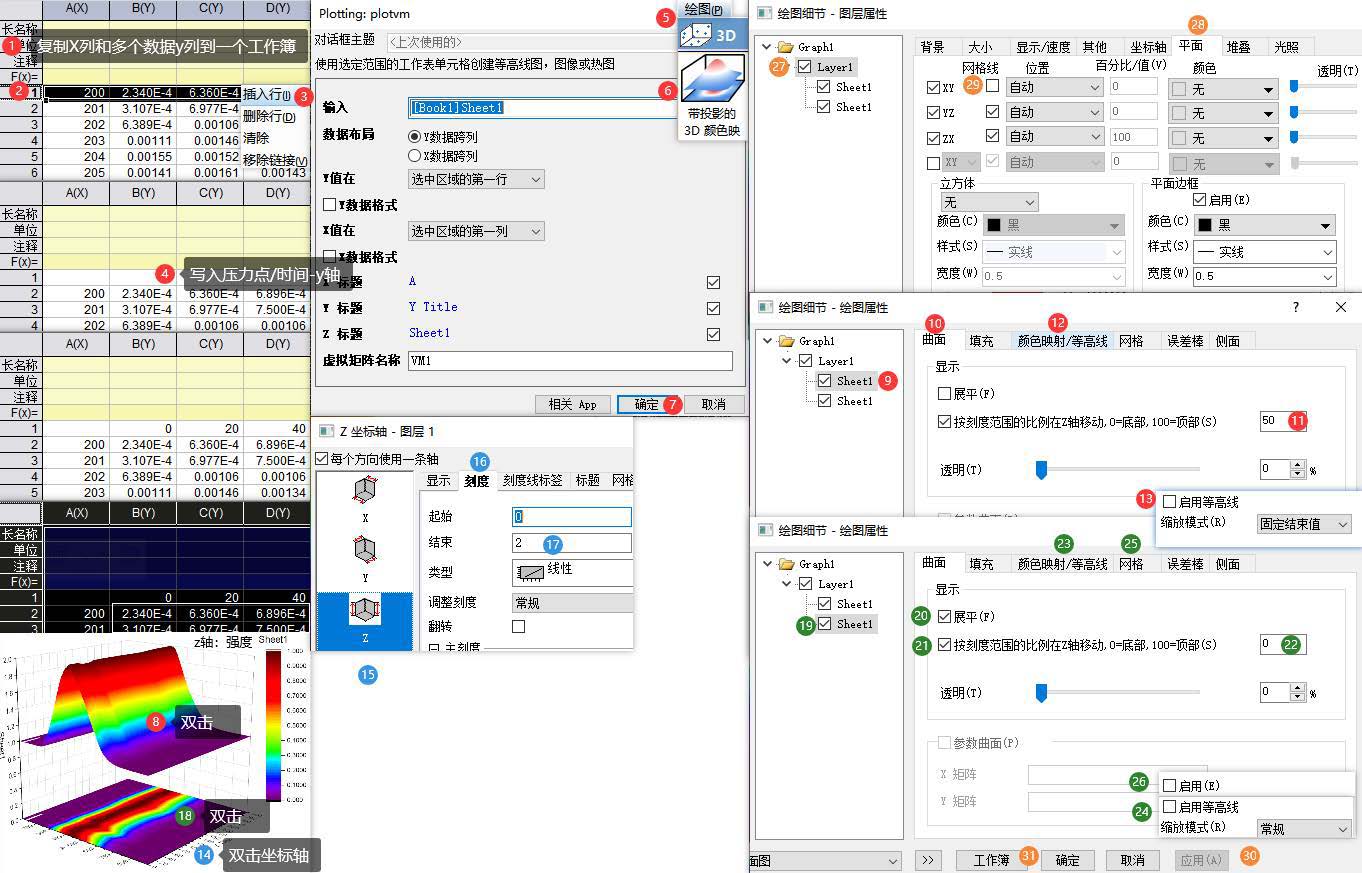 A(X) B(Y) C(Y) D(Y)
长名称
1 复制X列和多个数据y列到一个工作簿
注释
F(x)=
2 1 200 2.340E-4 6.360E-4 插入行(I) 3
2 201 3.107E-4 6.977E-4 删除行(D)
3 202 6.389E-4 0.00106 清除
4 203 0.00111 0.00146
5 204 0.00155 0.00152 移除链接(V)
6 205 0.00141 0.00161 0.00143
A(X) B(Y) C(Y) D(Y)
长名称
单位
注释
F(x)=
1 4 写入压力点/时间-y轴
2 200 2.340E-4 6.360E-4 6.896E-4
3 201 3.107E-4 6.977E-4 7.500E-4
4 202 6.389E-4 0.00106 0.00106
A(X) B(Y) C(Y) D(Y)
长名称
单位
注释
F(x)=
1 0 20 40
2 200 2.340E-4 6.360E-4 6.896E-4
3 201 3.107E-4 6.977E-4 7.500E-4
4 202 6.389E-4 0.00106 0.00106
5 203 0.00111 0.00146 0.00134
A(X) B(Y) C(Y) D(Y)
长名称
单位
注释
F(x)=
1 0 20 40
2 200 2.340E-4 6.360E-4 6.896E-4
3 201 3.107E-4 6.977E-4 7.500E-4
z轴：强度 Sheet1
8 双击
18 双击
14 双击坐标轴
Plotting: plotvm
5 绘图(P)
3D
6
带投影的
3D 颜色映
对话框主题 <上次使用的>
使用选定范围的工作表单元格创建等高线图，图像或热图
输入 [Book1]Sheet1
数据布局 Y数据跨列
X数据跨列
Y值在 选中区域的第一行
Y数据格式
X值在 选中区域的第一列
X数据格式
X 标题 A
Y 标题 Y Title
Z 标题 Sheet1
虚拟矩阵名称 VM1
相关 App 确定 7 取消
Z 坐标轴 - 图层 1
每个方向使用一条轴
16
显示 刻度 刻度线标签 标题 网格
X
Y
Z
15
起始 0
结束 2 17
类型 线性
调整刻度 常规
翻转
主刻度
绘图细节 - 图层属性
Graph1
27 Layer1
Sheet1
Sheet1
28
背景 大小 显示/速度 其他 坐标轴 平面 堆叠 光照
网格线 位置 百分比/值(V) 颜色 透明(T)
XY 29 自动 0 无
YZ 自动 0 无
ZX 自动 100 无
XY 自动 0 无
立方体
无
颜色(C) 黑
样式(S) 实线
宽度(W) 0.5
平面边框
启用(E)
颜色(C) 黑
样式(S) 实线
宽度(W) 0.5
绘图细节 - 绘图属性 ?
Graph1
Layer1
Sheet1 9
Sheet1
10 12
曲面 填充 颜色映射/等高线 网格 误差棒 侧面
显示
展平(F)
按刻度范围的比例在Z轴移动, 0=底部, 100=顶部(S) 50 11
透明(T) 0 %
13 启用等高线
缩放模式(R) 固定结束值
绘图细节 - 绘图属性
Graph1
Layer1
Sheet1
19 Sheet1
23 25
曲面 填充 颜色映射/等高线 网格 误差棒 侧面
显示
20 展平(F)
21 按刻度范围的比例在Z轴移动, 0=底部, 100=顶部(S) 0 22
透明(T) 0 %
参数曲面(P)
X 矩阵
Y 矩阵
26 启用(E)
24 启用等高线
缩放模式(R) 常规
面图 >> 工作簿 31 确定 取消 应用(A) 30